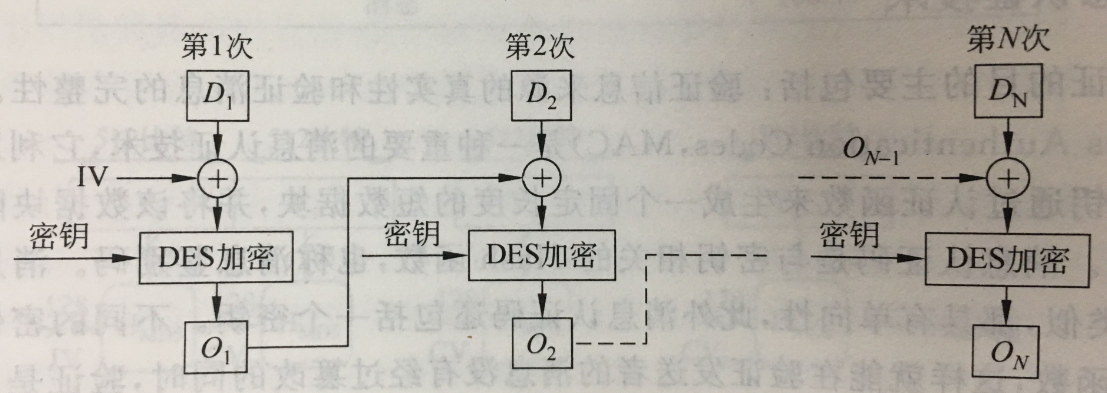 第1次 第2次 第N次
D1 D2 DN
IV ON-1
密钥 密钥 密钥
DES加密 DES加密 DES加密
O1 O2 ON